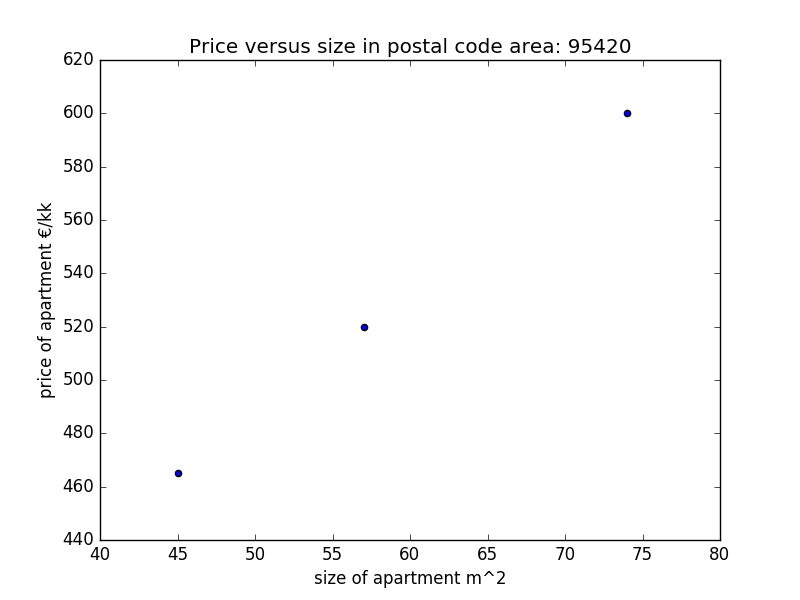 Price versus size in postal code area: 95420
620
600
580
560
540
520
500
480
460
440
price of apartment €/kk
40 45 50 55 60 65 70 75 80
size of apartment m^2